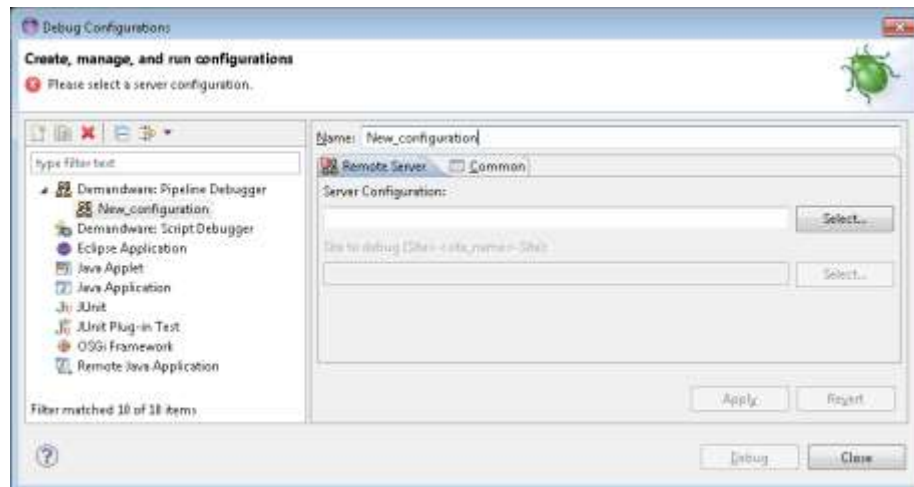 Debug Configurations
Create, manage, and run configurations
Please select a server configuration.
type filter text
Demandware: Pipeline Debugger
New_configuration
Demandware: Script Debugger
Eclipse Application
Java Applet
Java Application
JUnit
JUnit Plug-in Test
OSGi Framework
Remote Java Application
Filter matched 10 of 18 items
Name: New_configuration
Remote Server Common
Server Configuration:
Select...
Site to debug (Sites-<site_name>-Site):
Select...
Apply Revert
Debug Close